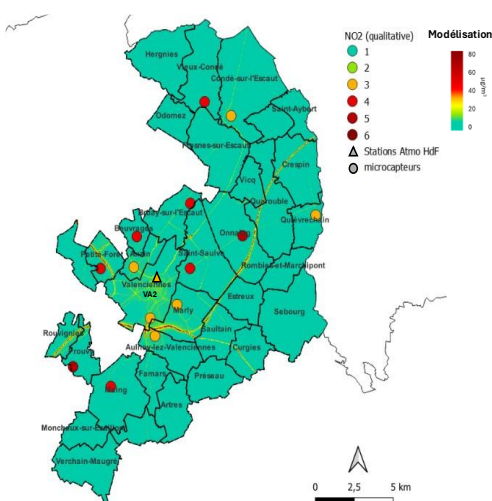 NO2 (qualitative)
1
2
3
4
5
6
Stations Atmo HdF
microcapteurs
Modélisation
80
60
40
20
0
µg/m³
Hergnies
Vieux-Condé
Condé-sur-l'Escaut
Odomez
Saint-Aybert
Fresnes-sur-Escaut
Crespin
Vicq
Quarouble
Quiévrechain
Bruay-sur-l'Escaut
Beuvrages
Onnaing
Petite-Forêt
Anzin
Saint-Saulve
Rombies-et-Marchipont
Valenciennes
VA2
Estreux
Marly
Sebourg
Saultain
Rouvignies
Aulnoy-lez-Valenciennes
Curgies
Prouvy
Famars
Préseau
Maing
Artres
Monchaux-sur-Écaillon
Verchain-Maugré
0 2,5 5 km